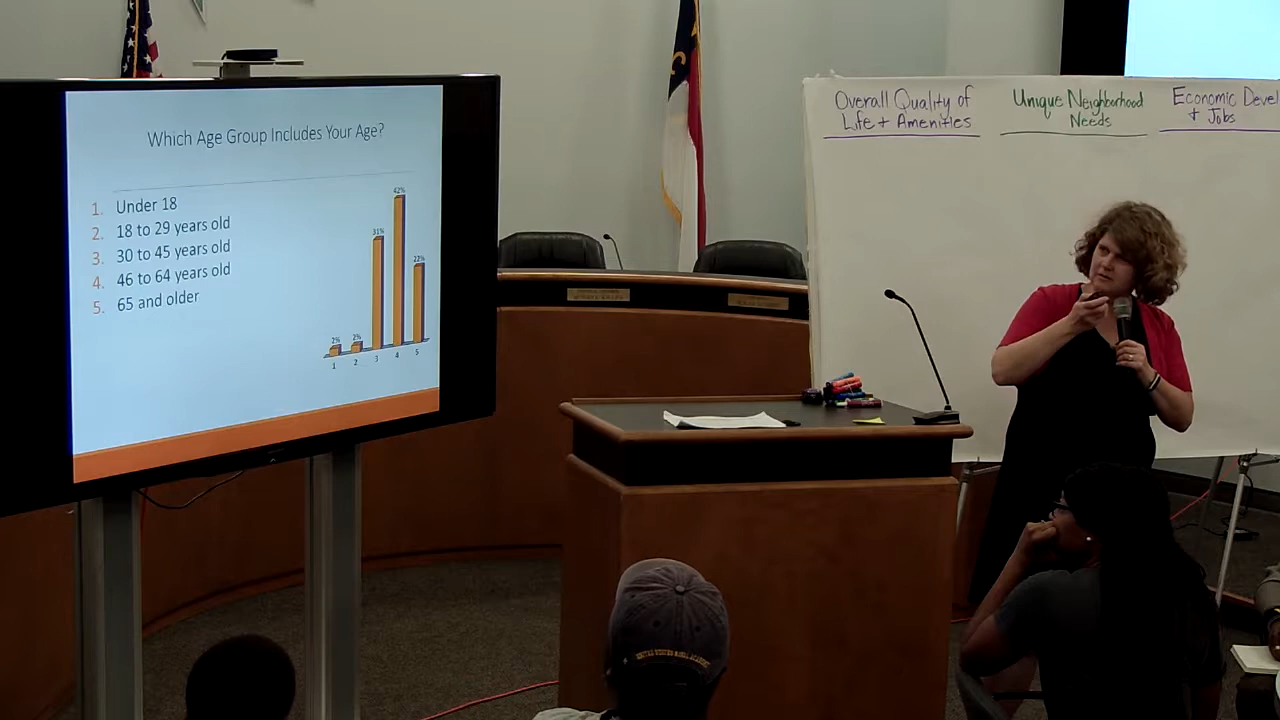 Which Age Group Includes Your Age?
1. Under 18
2. 18 to 29 years old
3. 30 to 45 years old
4. 46 to 64 years old
5. 65 and older
2% 2% 31% 42% 22%
1 2 3 4 5
Overall Quality of
Life + Amenities
Unique Neighborhood
Needs
Economic Devel
+ Jobs